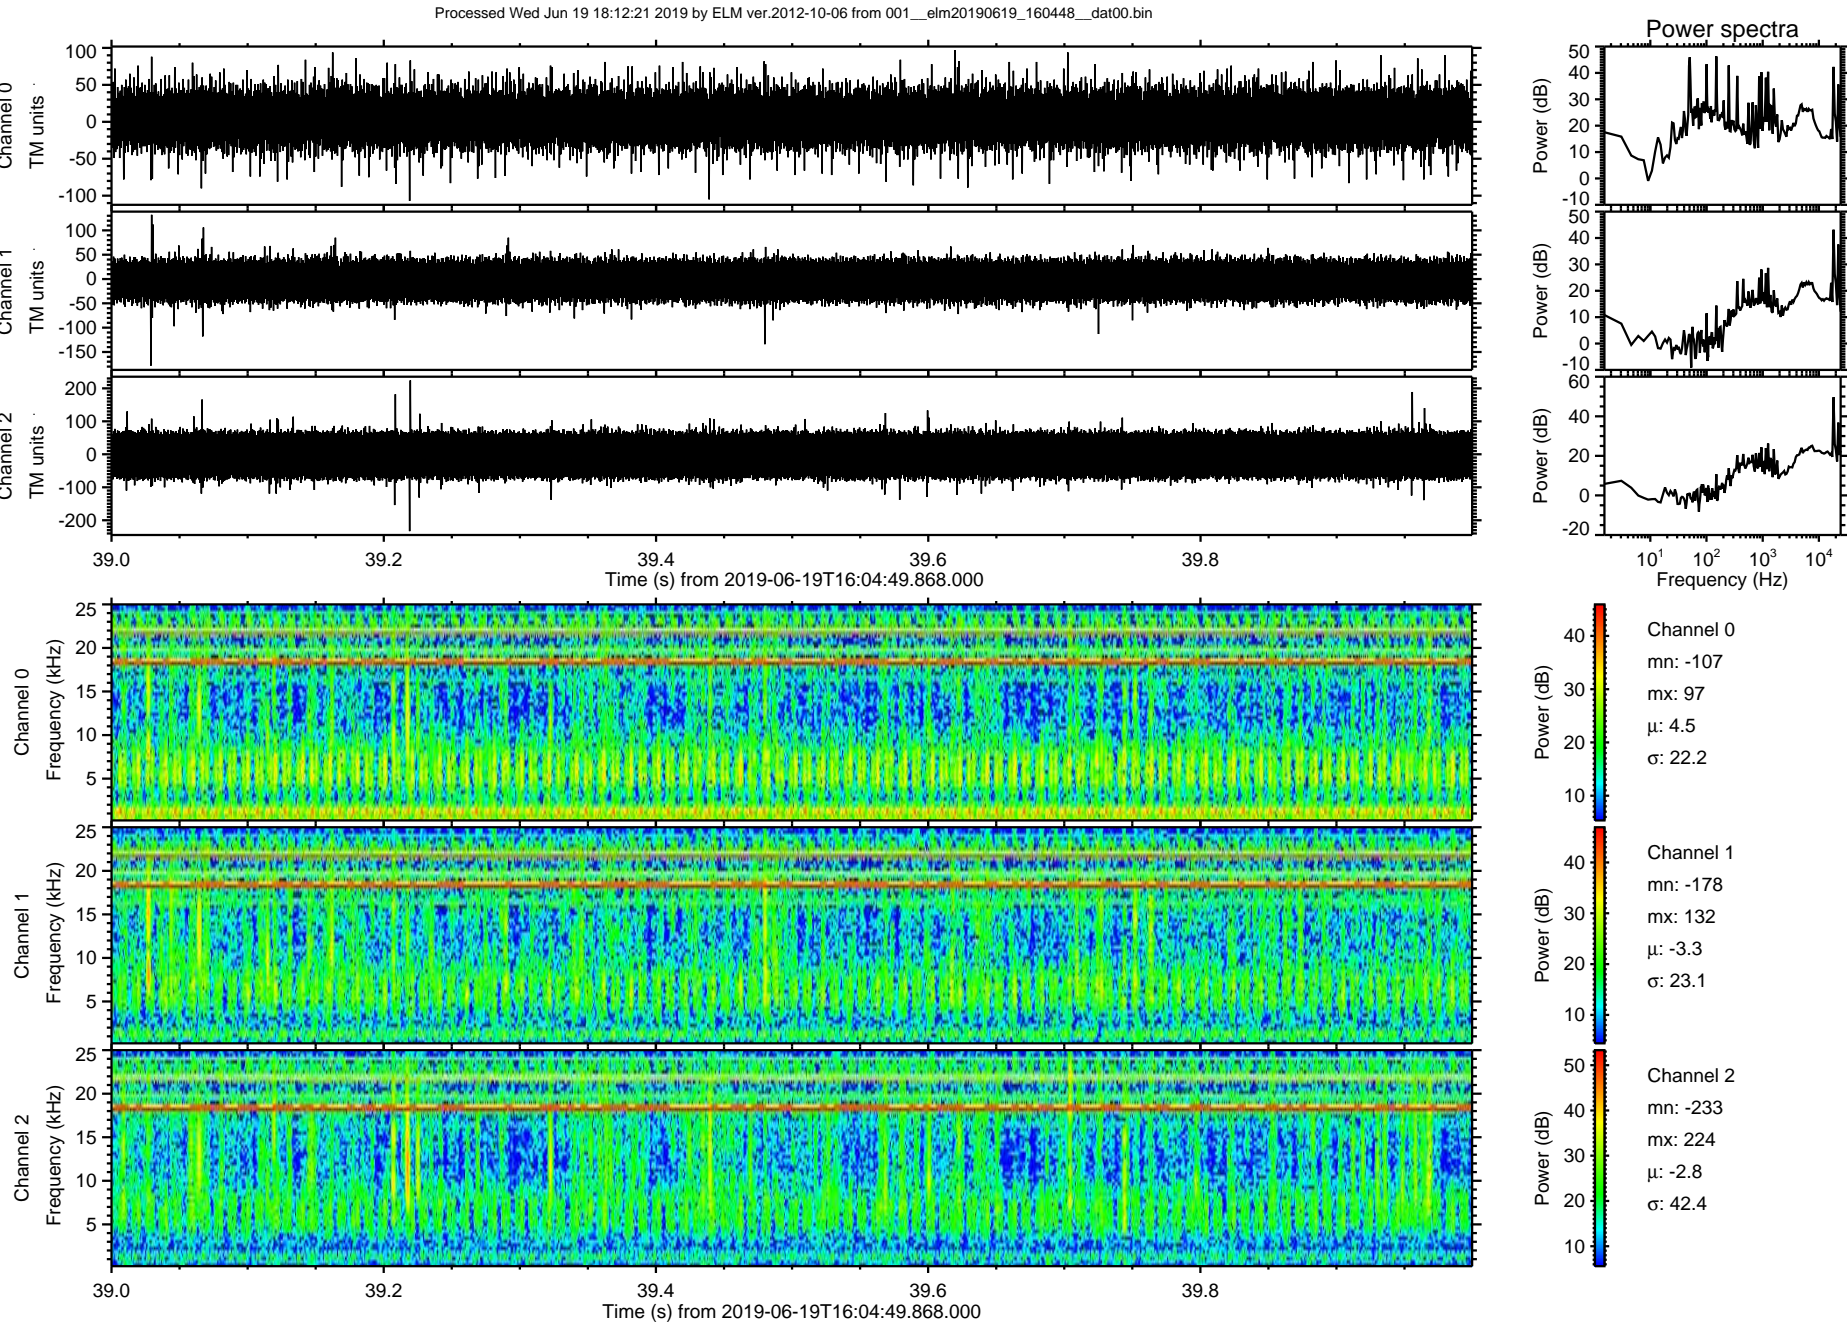 Processed Wed Jun 19 18:12:21 2019 by ELM ver.2012-10-06 from 001__elm20190619_160448__dat00.bin
Power spectra
Channel 0
TM units
100
50
0
-50
-100
Power (dB)
50
40
30
20
10
0
-10
Channel 1
TM units
100
50
0
-50
-100
-150
Power (dB)
50
40
30
20
10
0
-10
Channel 2
TM units
200
100
0
-100
-200
Power (dB)
60
40
20
0
-20
39.0 39.2 39.4 39.6 39.8
Time (s) from 2019-06-19T16:04:49.868.000
10¹ 10² 10³ 10⁴
Frequency (Hz)
Channel 0
Frequency (kHz)
25
20
15
10
5
Power (dB)
40
30
20
10
Channel 0
mn: -107
mx: 97
μ: 4.5
σ: 22.2
Channel 1
Frequency (kHz)
25
20
15
10
5
Power (dB)
40
30
20
10
Channel 1
mn: -178
mx: 132
μ: -3.3
σ: 23.1
Channel 2
Frequency (kHz)
25
20
15
10
5
Power (dB)
50
40
30
20
10
Channel 2
mn: -233
mx: 224
μ: -2.8
σ: 42.4
39.0 39.2 39.4 39.6 39.8
Time (s) from 2019-06-19T16:04:49.868.000